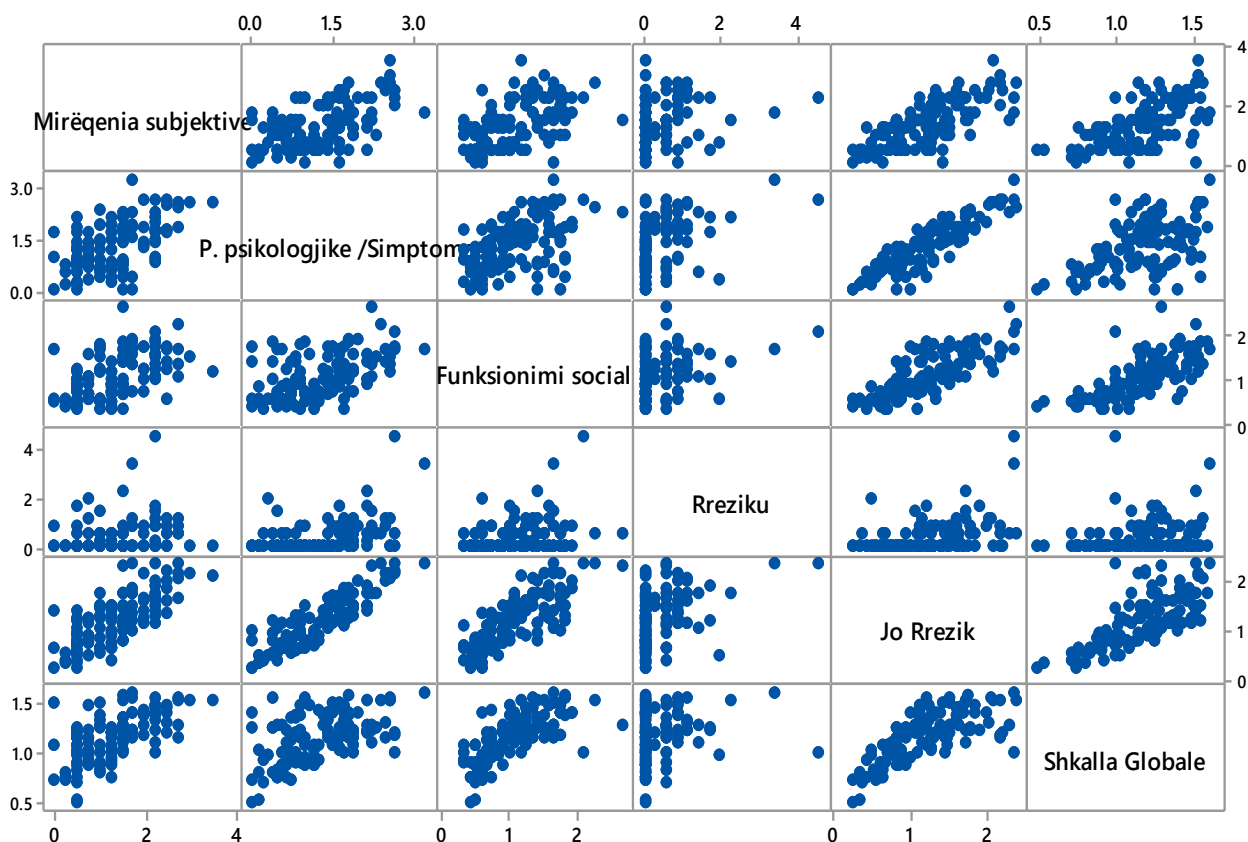 0.0 1.5 3.0 0 2 4 0.5 1.0 1.5
4
Mirëqenia subjektive
2
0
3.0
P. psikologjike /Simptom
1.5
0.0
2
Funksionimi social
1
0
4
Rreziku
2
0
2
Jo Rrezik
1
0
1.5
1.0
Shkalla Globale
0.5
0 2 4 0 1 2 0 1 2